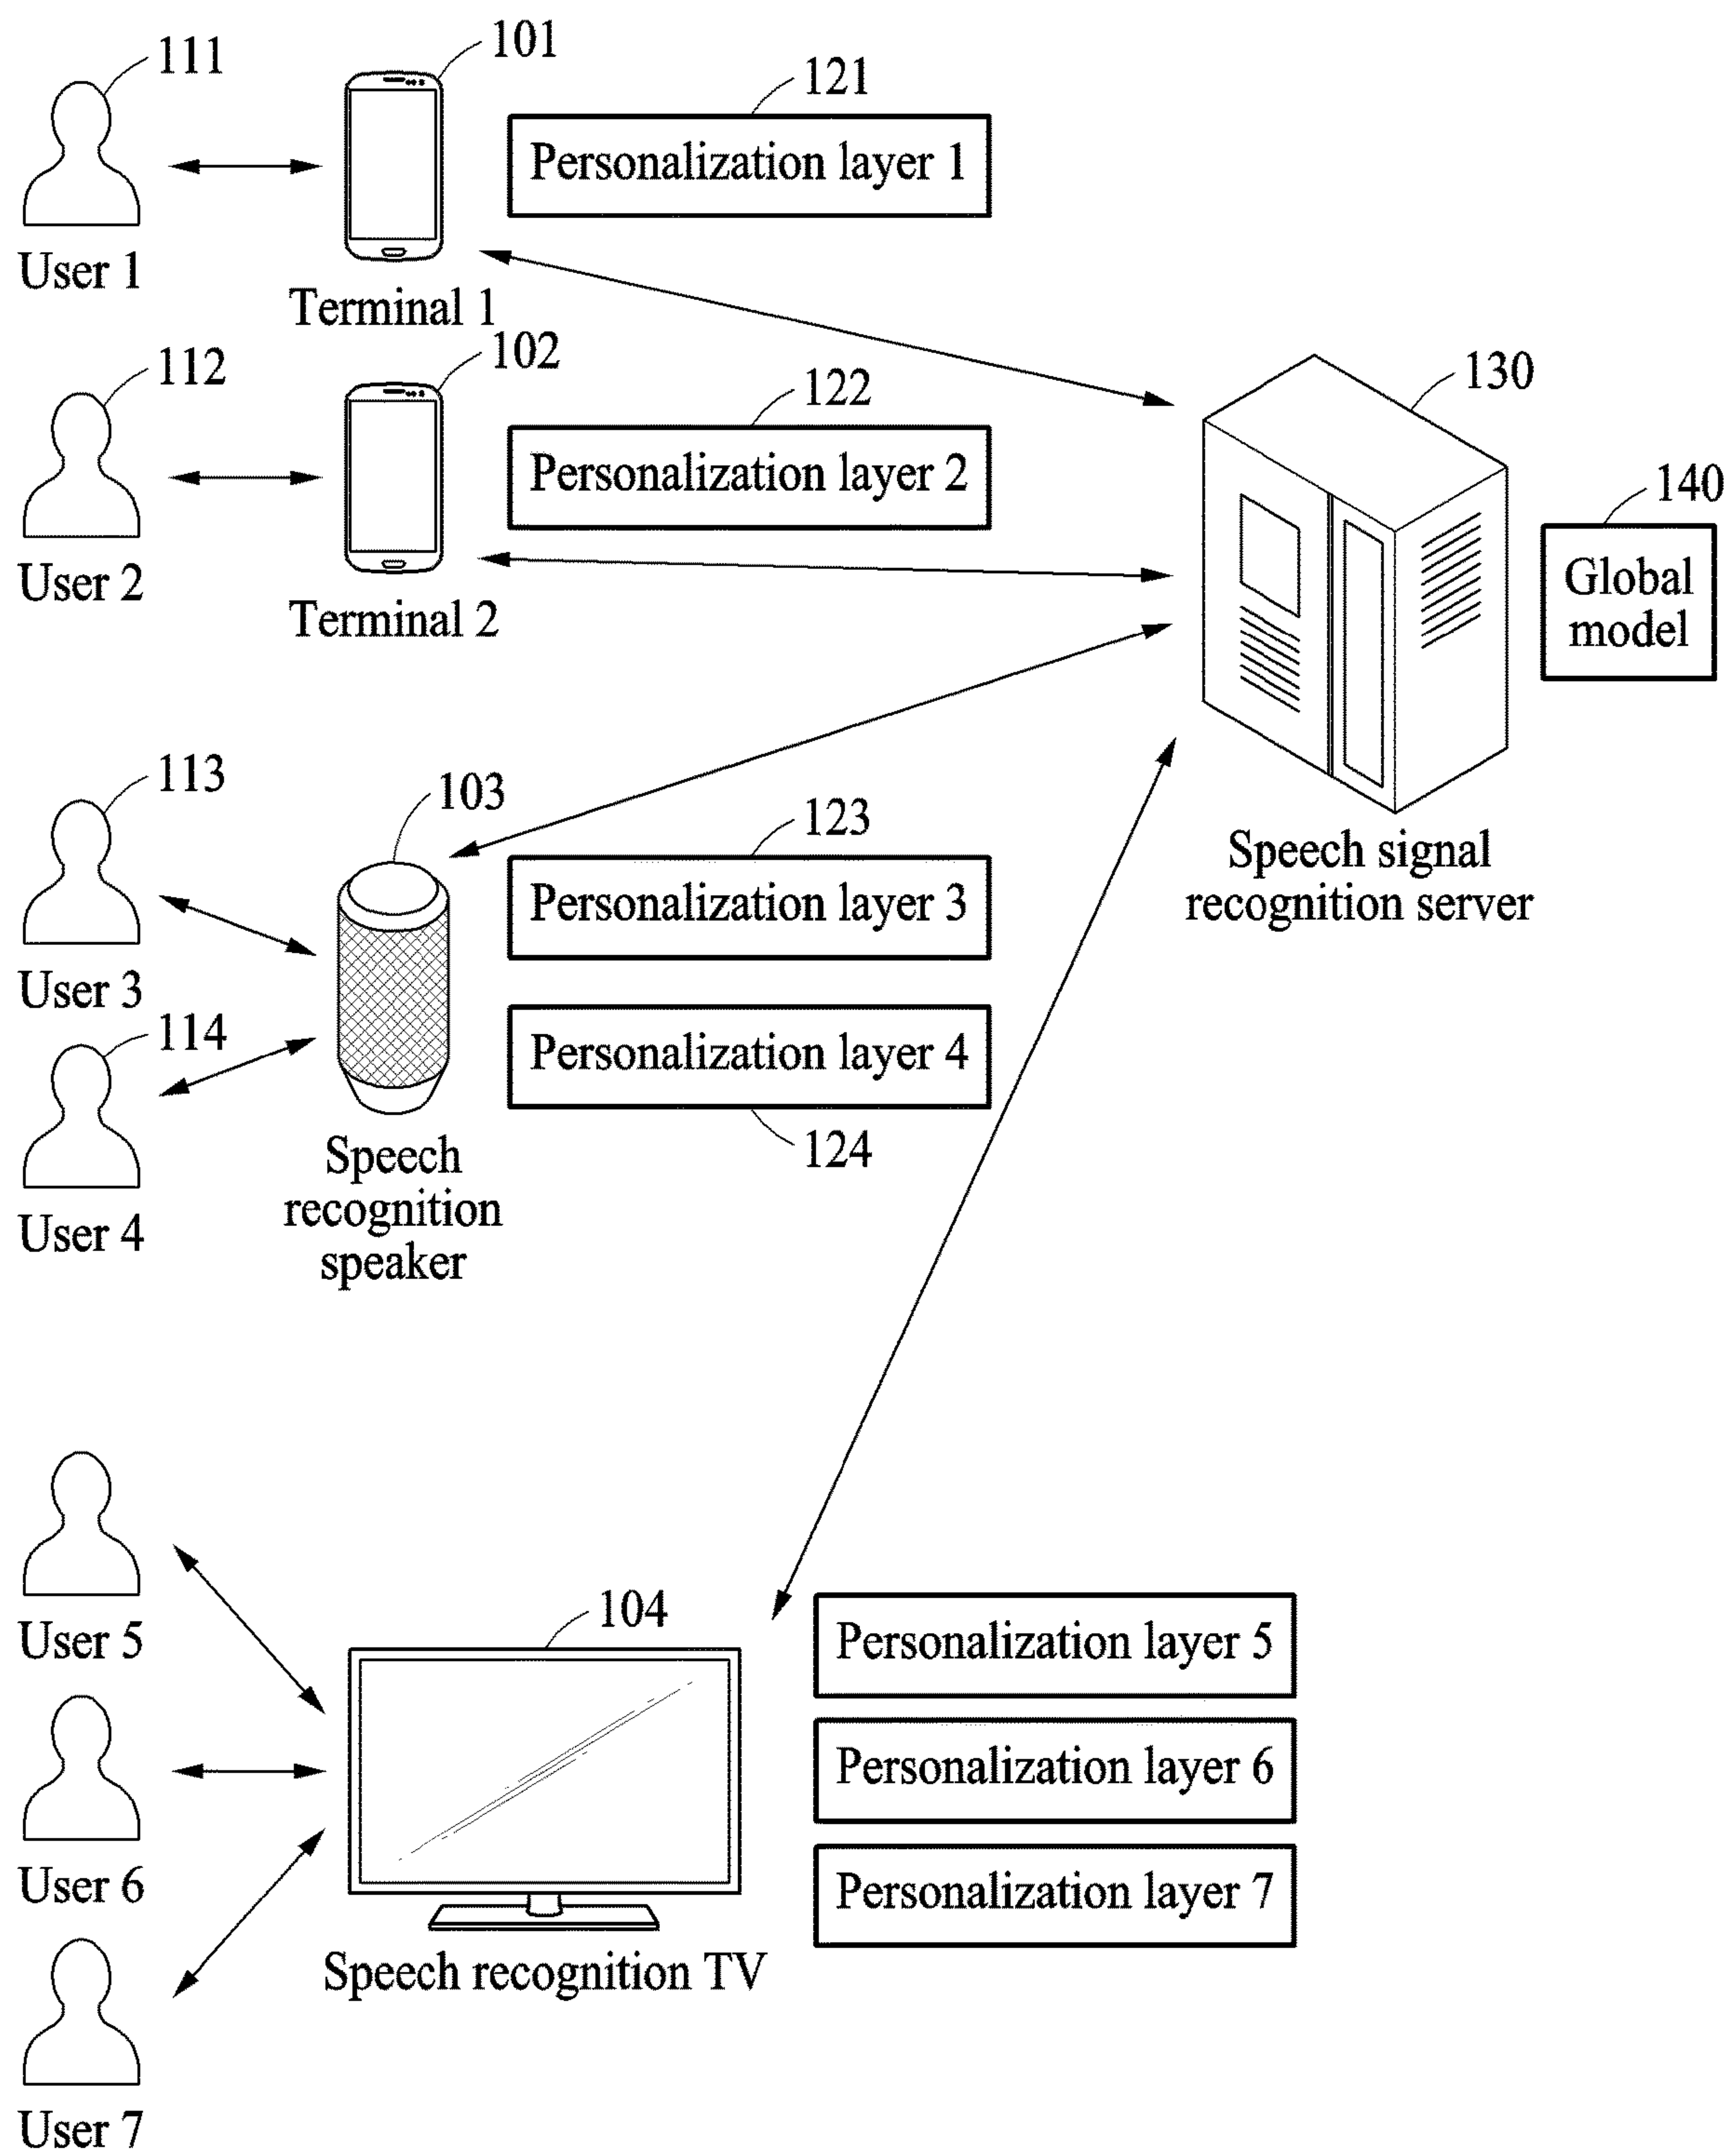 111
101
121
Personalization layer 1
User 1
Terminal 1
112
102
122
130
Personalization layer 2
140
Global
model
User 2
Terminal 2
113
103
123
Speech signal
recognition server
Personalization layer 3
User 3
114
Personalization layer 4
124
Speech
recognition
speaker
User 4
104
User 5
Personalization layer 5
Personalization layer 6
User 6
Personalization layer 7
Speech recognition TV
User 7